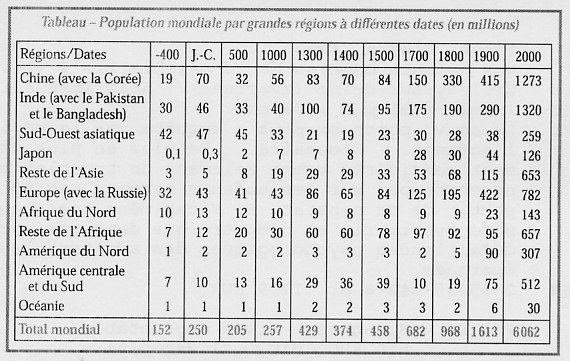 Tableau – Population mondiale par grandes régions à différentes dates (en millions)
Régions/Dates -400 J.-C. 500 1000 1300 1400 1500 1700 1800 1900 2000
Chine (avec la Corée) 19 70 32 56 83 70 84 150 330 415 1273
Inde (avec le Pakistan
et le Bangladesh) 30 46 33 40 100 74 95 175 190 290 1320
Sud-Ouest asiatique 42 47 45 33 21 19 23 30 28 38 259
Japon 0,1 0,3 2 7 7 8 8 28 30 44 126
Reste de l'Asie 3 5 8 19 29 29 33 53 68 115 653
Europe (avec la Russie) 32 43 41 43 86 65 84 125 195 422 782
Afrique du Nord 10 13 12 10 9 8 8 9 9 23 143
Reste de l'Afrique 7 12 20 30 60 60 78 97 92 95 657
Amérique du Nord 1 2 2 2 3 3 3 2 5 90 307
Amérique centrale
et du Sud 7 10 13 16 29 36 39 10 19 75 512
Océanie 1 1 1 1 2 2 3 3 2 6 30
Total mondial 152 250 205 257 429 374 458 682 968 1613 6062